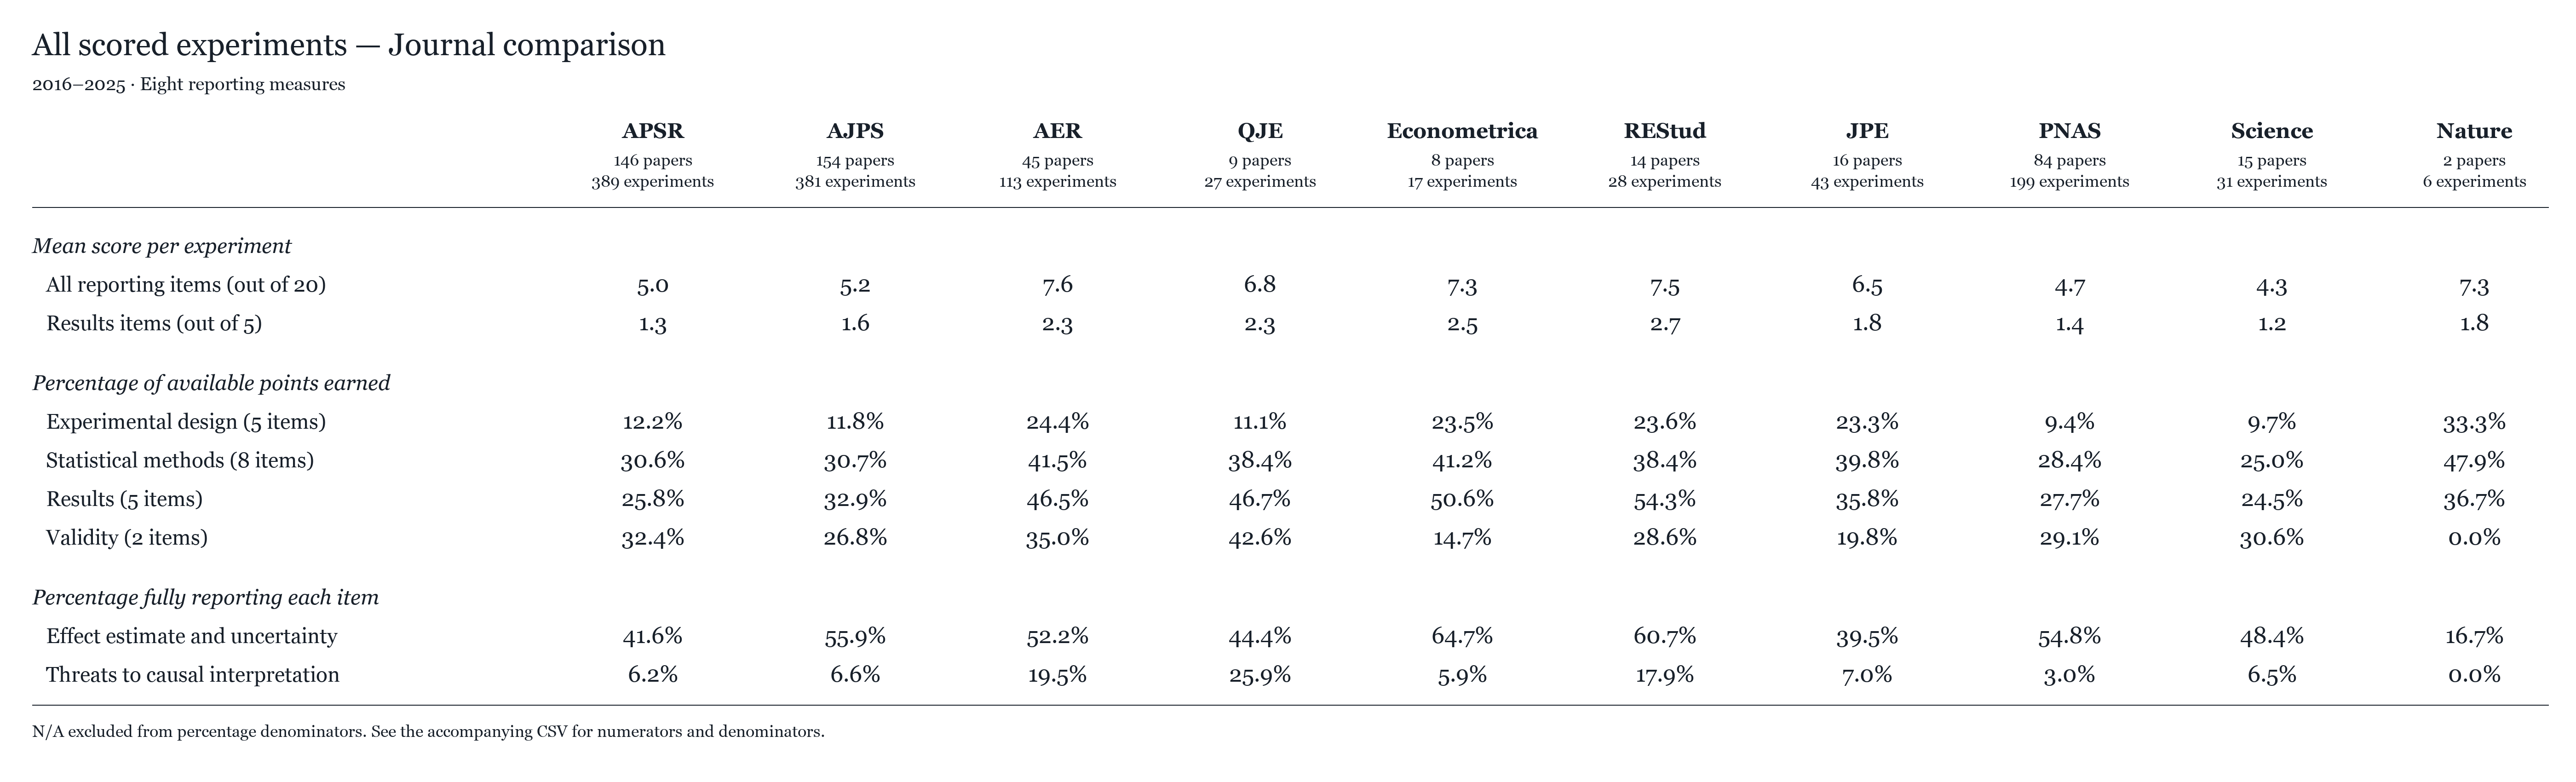 All scored experiments — Journal comparison
2016–2025 · Eight reporting measures
APSR AJPS AER QJE Econometrica REStud JPE PNAS Science Nature
146 papers 154 papers 45 papers 9 papers 8 papers 14 papers 16 papers 84 papers 15 papers 2 papers
389 experiments 381 experiments 113 experiments 27 experiments 17 experiments 28 experiments 43 experiments 199 experiments 31 experiments 6 experiments
Mean score per experiment
All reporting items (out of 20) 5.0 5.2 7.6 6.8 7.3 7.5 6.5 4.7 4.3 7.3
Results items (out of 5) 1.3 1.6 2.3 2.3 2.5 2.7 1.8 1.4 1.2 1.8
Percentage of available points earned
Experimental design (5 items) 12.2% 11.8% 24.4% 11.1% 23.5% 23.6% 23.3% 9.4% 9.7% 33.3%
Statistical methods (8 items) 30.6% 30.7% 41.5% 38.4% 41.2% 38.4% 39.8% 28.4% 25.0% 47.9%
Results (5 items) 25.8% 32.9% 46.5% 46.7% 50.6% 54.3% 35.8% 27.7% 24.5% 36.7%
Validity (2 items) 32.4% 26.8% 35.0% 42.6% 14.7% 28.6% 19.8% 29.1% 30.6% 0.0%
Percentage fully reporting each item
Effect estimate and uncertainty 41.6% 55.9% 52.2% 44.4% 64.7% 60.7% 39.5% 54.8% 48.4% 16.7%
Threats to causal interpretation 6.2% 6.6% 19.5% 25.9% 5.9% 17.9% 7.0% 3.0% 6.5% 0.0%
N/A excluded from percentage denominators. See the accompanying CSV for numerators and denominators.